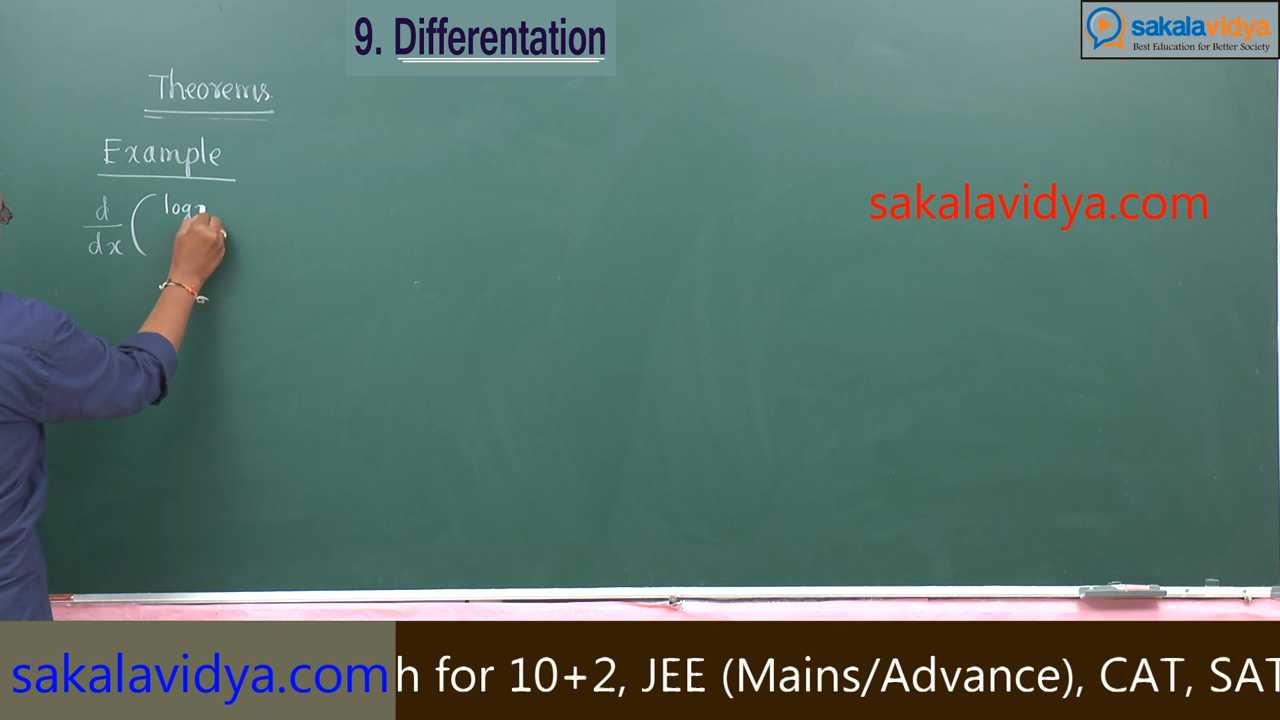 9. Differentation
sakalavidya
Best Education for Better Society
Theorems
Example
d
dx
( log
sakalavidya.com
sakalavidya.com
h for 10+2, JEE (Mains/Advance), CAT, SAT